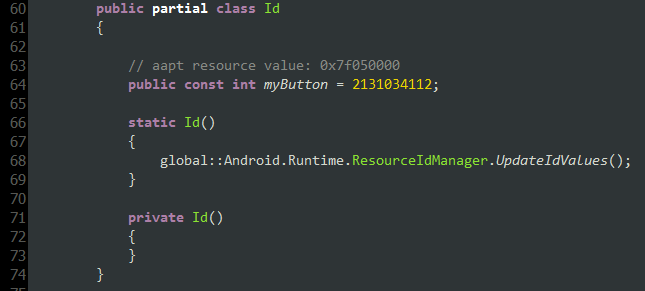 60 public partial class Id
61 {
62
63 // aapt resource value: 0x7f050000
64 public const int myButton = 2131034112;
65
66 static Id()
67 {
68 global::Android.Runtime.ResourceIdManager.UpdateIdValues();
69 }
70
71 private Id()
72 {
73 }
74 }